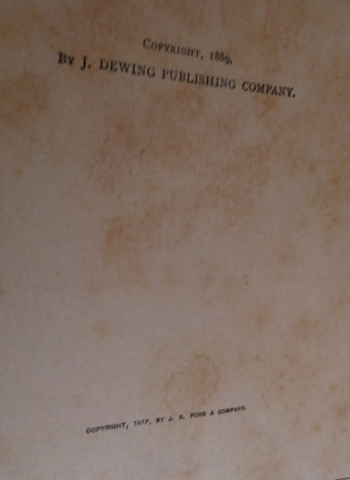 Copyright, 1889,
By J. DEWING PUBLISHING COMPANY.
COPYRIGHT, 1877, BY J. B. FORD & COMPANY.